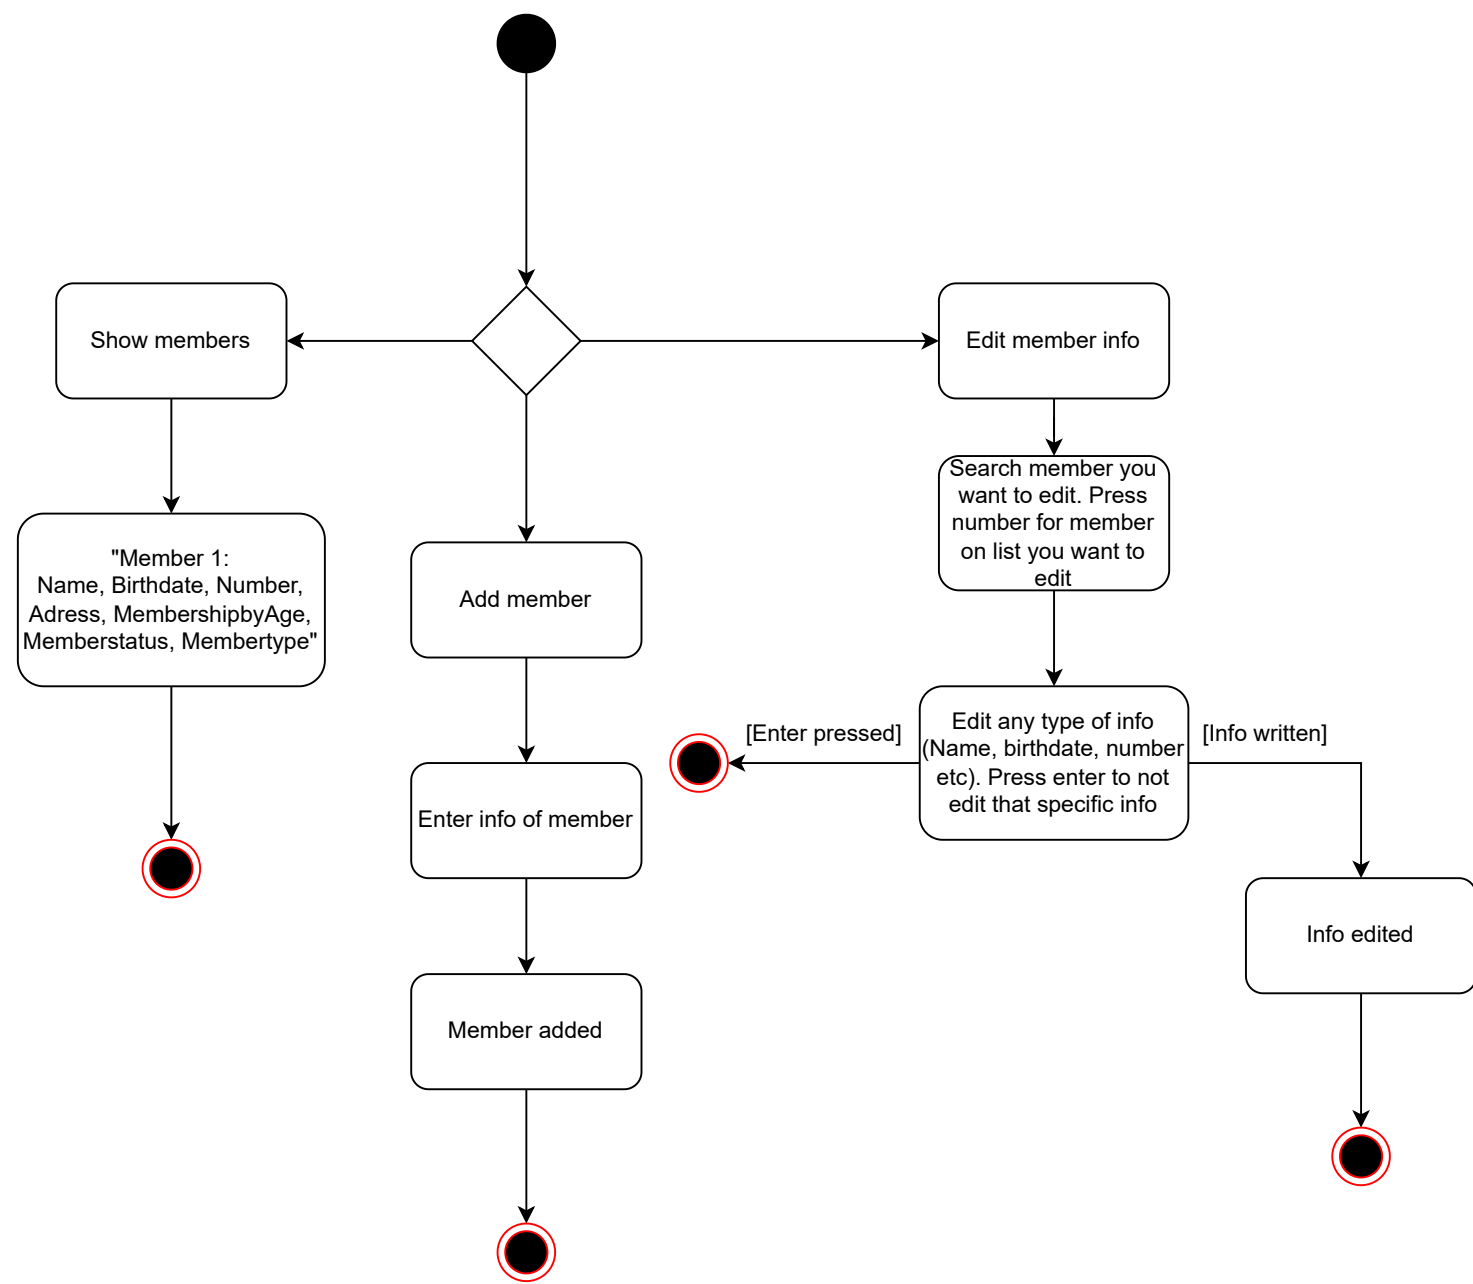 Show members
Edit member info
Search member you
want to edit. Press
number for member
on list you want to
edit
"Member 1:
Name, Birthdate, Number,
Adress, MembershipbyAge,
Memberstatus, Membertype"
Add member
[Enter pressed]
Edit any type of info
(Name, birthdate, number
etc). Press enter to not
edit that specific info
[Info written]
Enter info of member
Info edited
Member added